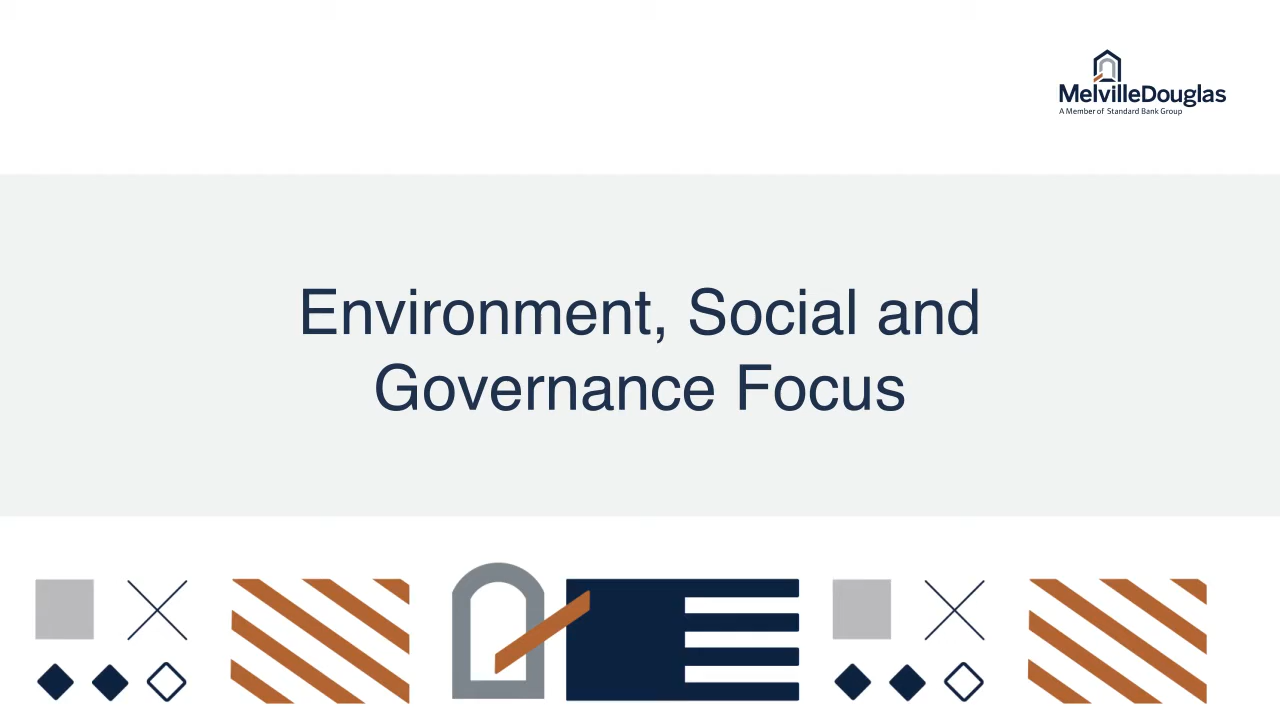 MelvilleDouglas
A Member of Standard Bank Group
Environment, Social and
Governance Focus